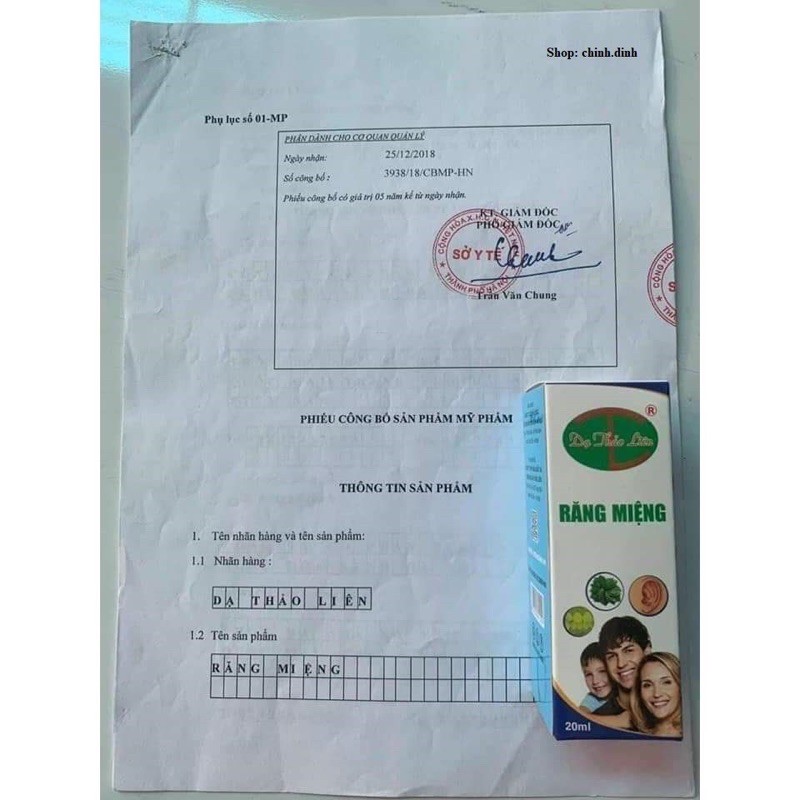 Shop: chinh.dinh
Phụ lục số 01-MP
PHẦN DÀNH CHO CƠ QUAN QUẢN LÝ
Ngày nhận: 25/12/2018
Số công bố : 3938/18/CBMP-HN
Phiếu công bố có giá trị 05 năm kể từ ngày nhận.
KT. GIÁM ĐỐC
PHÓ GIÁM ĐỐC
SỞ Y TẾ
THÀNH PHỐ HÀ NỘI
Trần Văn Chung
PHIẾU CÔNG BỐ SẢN PHẨM MỸ PHẨM
THÔNG TIN SẢN PHẨM
1. Tên nhãn hàng và tên sản phẩm:
1.1 Nhãn hàng :
DẠ THẢO LIÊN
1.2 Tên sản phẩm
RĂNG MIỆNG
Dạ Thảo Liên ®
RĂNG MIỆNG
20ml